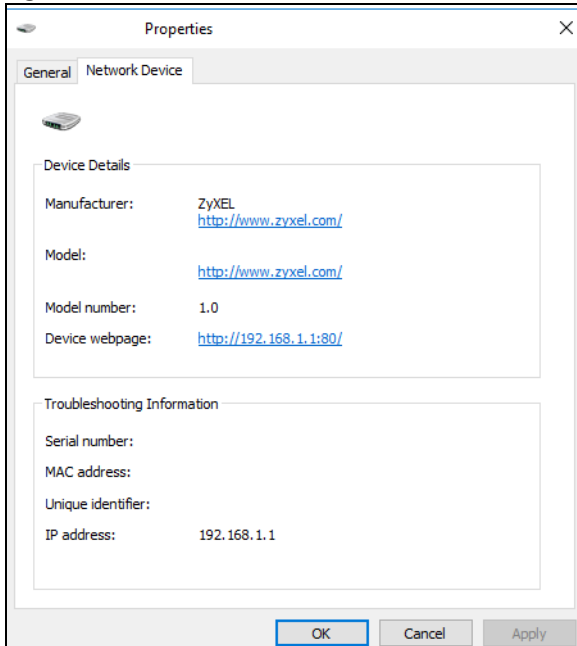 Properties
General Network Device
Device Details
Manufacturer: ZyXEL
http://www.zyxel.com/
Model:
http://www.zyxel.com/
Model number: 1.0
Device webpage: http://192.168.1.1:80/
Troubleshooting Information
Serial number:
MAC address:
Unique identifier:
IP address: 192.168.1.1
OK Cancel Apply